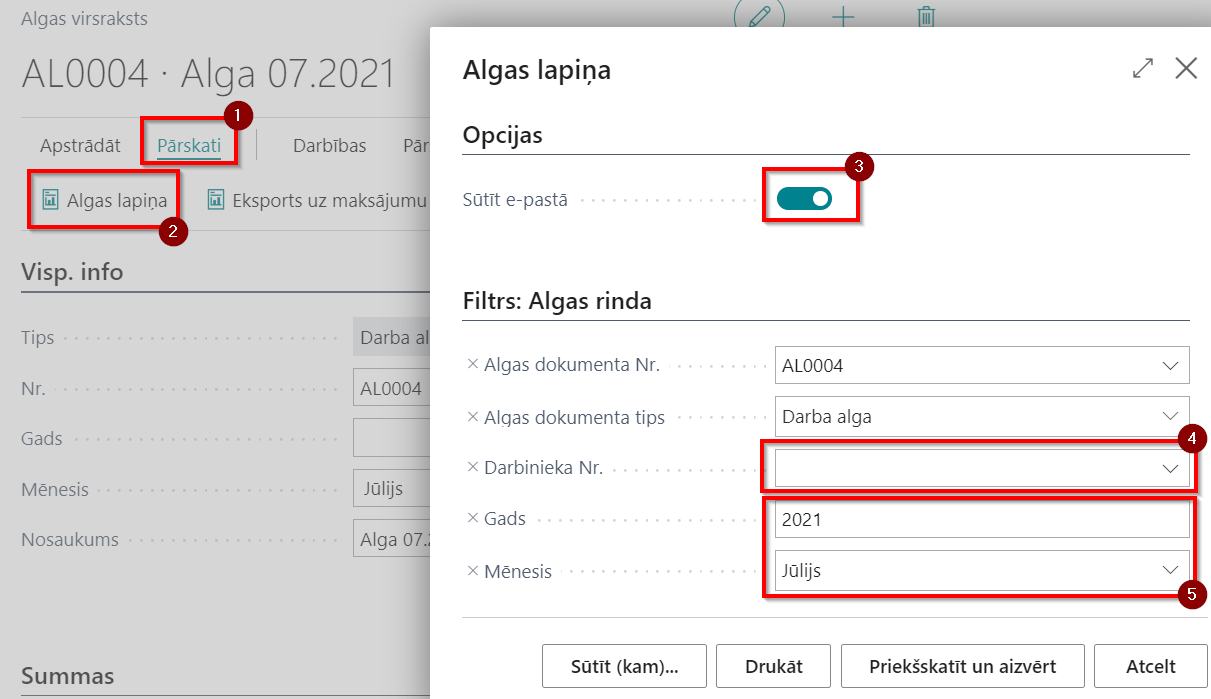 Algas virsraksts
AL0004 · Alga 07.2021
Apstrādāt Pārskati Darbības Pār
1
Algas lapiņa Eksports uz maksājumu
2
Visp. info
Tips Darba al
Nr. AL0004
Gads
Mēnesis Jūlijs
Nosaukums Alga 07.2
Summas
Algas lapiņa
Opcijas
Sūtīt e-pastā
3
Filtrs: Algas rinda
× Algas dokumenta Nr. AL0004
× Algas dokumenta tips Darba alga
4
× Darbinieka Nr.
× Gads 2021
× Mēnesis Jūlijs
5
Sūtīt (kam)... Drukāt Priekšskatīt un aizvērt Atcelt